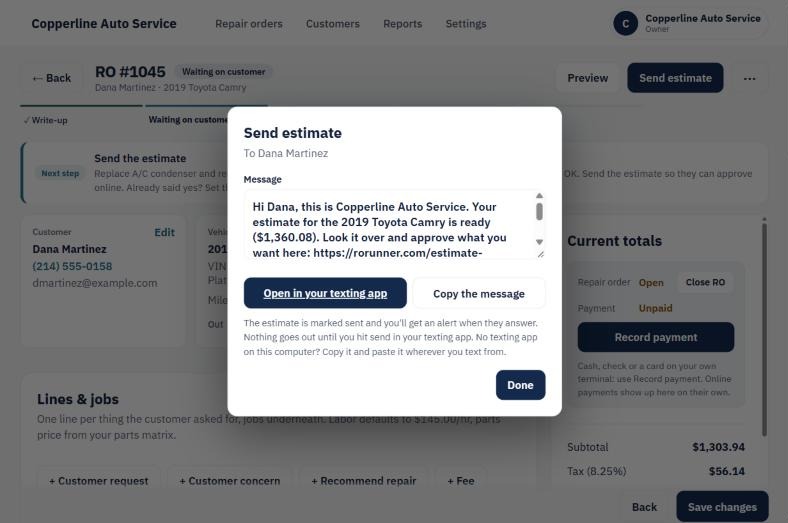 Copperline Auto Service
Repair orders
Customers
Reports
Settings
C
Copperline Auto Service
Owner
← Back
RO #1045
Waiting on customer
Dana Martinez · 2019 Toyota Camry
Preview
Send estimate
...
✓ Write-up
Waiting on
Next step
Send the estimate
Replace A/C condenser and
OK. Send the estimate so they can approve
online. Already said yes? Set
Customer
Edit
Dana Martinez
(214) 555-0158
dmartinez@example.com
VIN
Mile
Out
Send estimate
To Dana Martinez
Message
Hi Dana, this is Copperline Auto Service. Your
estimate for the 2019 Toyota Camry is ready
($1,360.08). Look it over and approve what you
want here: https://rorunner.com/estimate-
Open in your texting app
Copy the message
The estimate is marked sent and you'll get an alert when they answer.
Nothing goes out until you hit send in your texting app. No texting app
on this computer? Copy it and paste it wherever you text from.
Done
Current totals
Repair order
Open
Close RO
Payment
Unpaid
Record payment
Cash, check or a card on your own
terminal: use Record payment. Online
payments show up here on their own.
Subtotal
$1,303.94
Tax (8.25%)
$56.14
Lines & jobs
One line per thing the customer asked for, jobs underneath. Labor defaults to $145.00/hr, parts
price from your parts matrix.
+ Customer request
+ Customer concern
+ Recommend repair
+ Fee
Back
Save changes